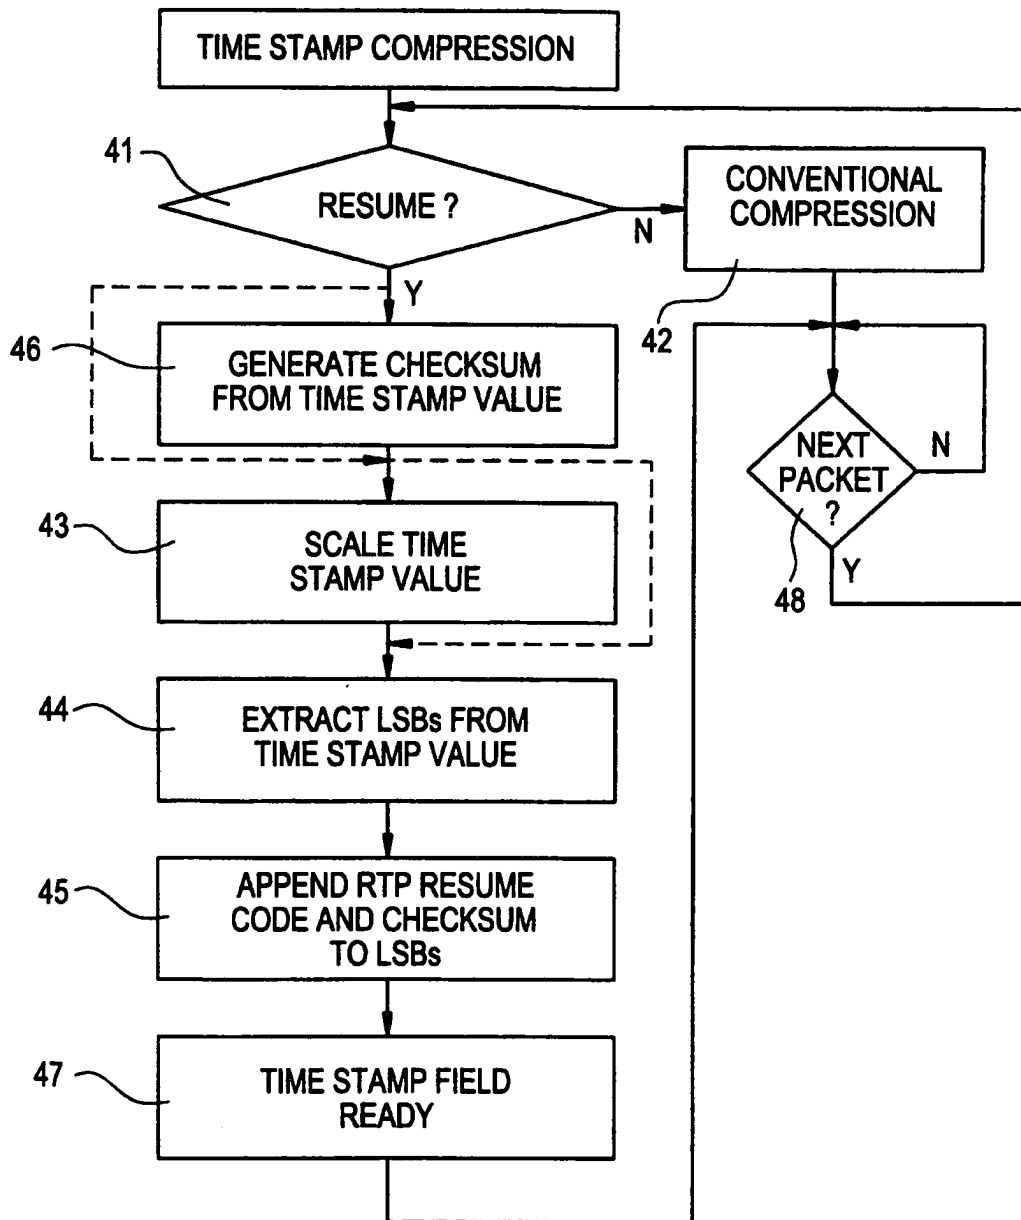 TIME STAMP COMPRESSION
41
RESUME ?
N
CONVENTIONAL
COMPRESSION
42
Y
46
GENERATE CHECKSUM
FROM TIME STAMP VALUE
NEXT
PACKET
?
N
48
Y
43
SCALE TIME
STAMP VALUE
44
EXTRACT LSBs FROM
TIME STAMP VALUE
45
APPEND RTP RESUME
CODE AND CHECKSUM
TO LSBs
47
TIME STAMP FIELD
READY